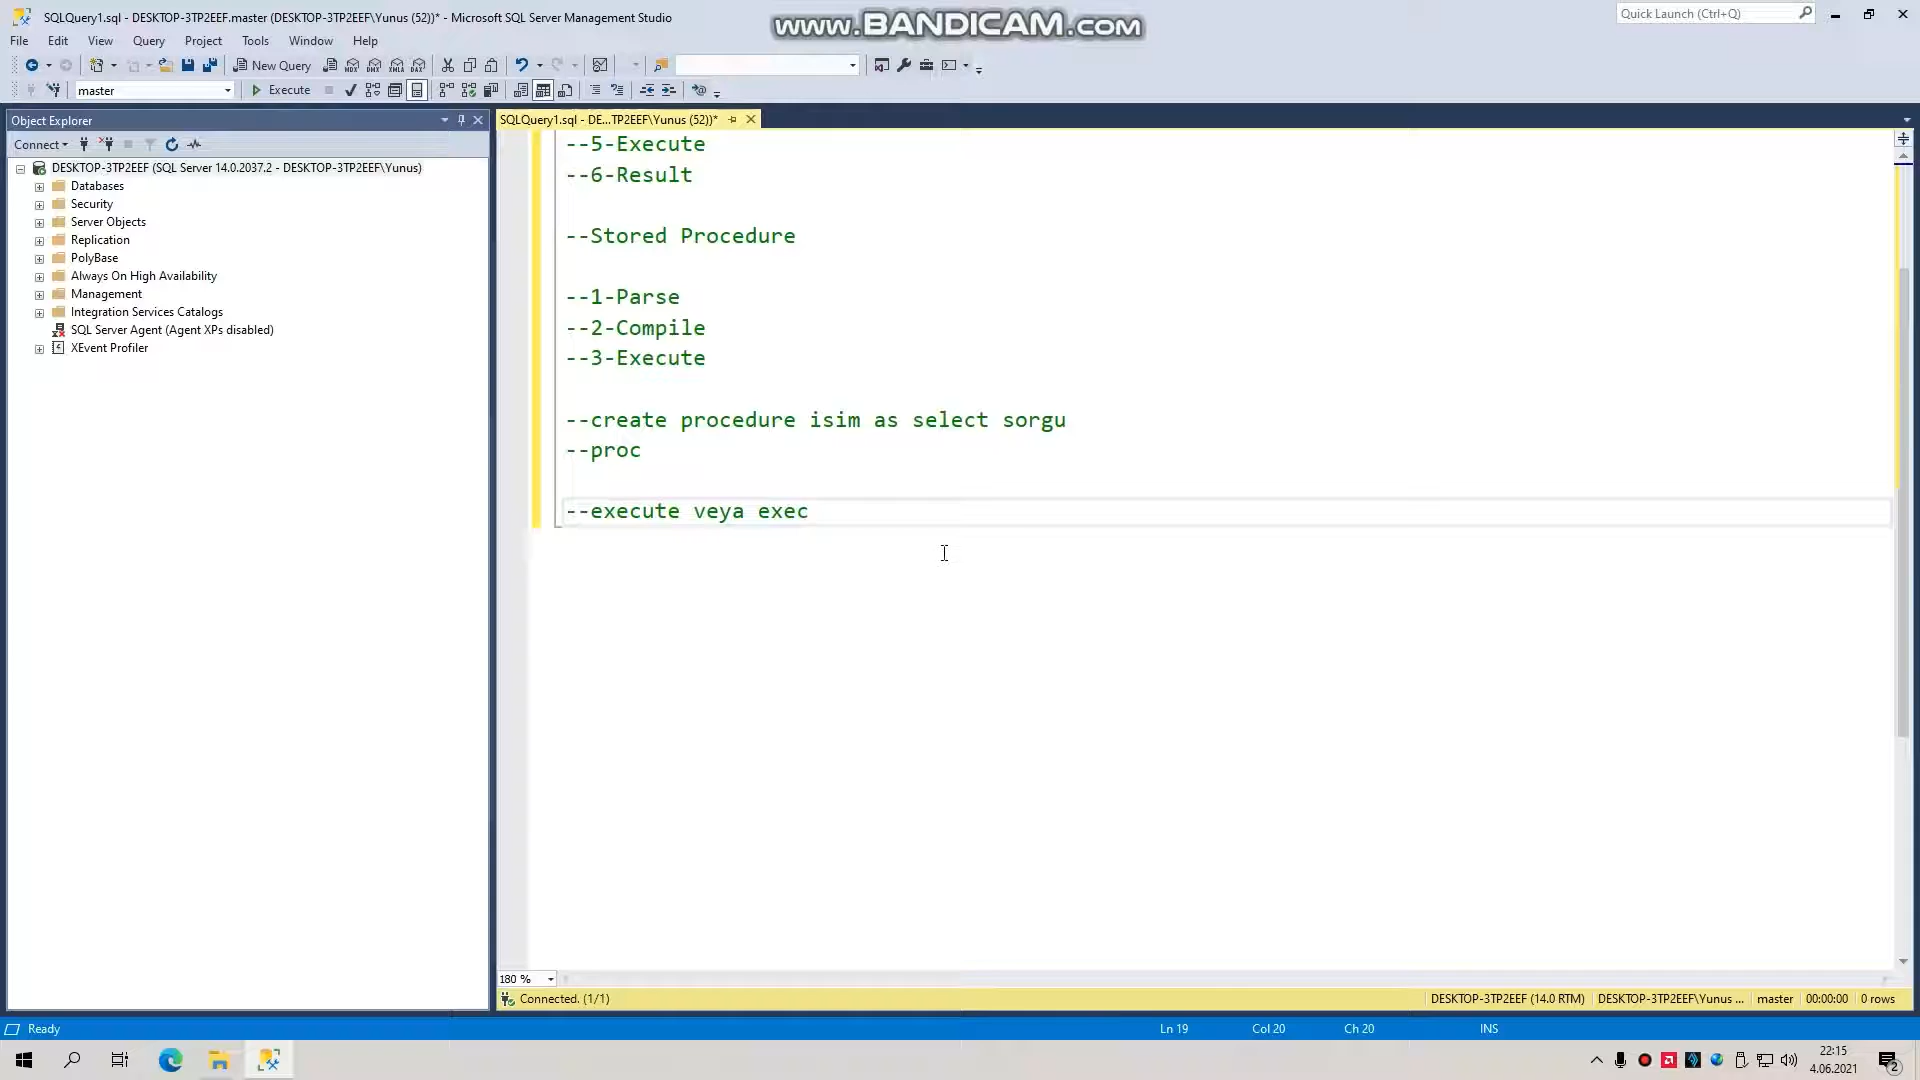 SQLQuery1.sql - DESKTOP-3TP2EEF.master (DESKTOP-3TP2EEF\Yunus (52))* - Microsoft SQL Server Management Studio
www.BANDICAM.com
Quick Launch (Ctrl+Q)
File Edit View Query Project Tools Window Help
New Query
MDX DMX XMLA DAX
master
Execute
Object Explorer
SQLQuery1.sql - DE...TP2EEF\Yunus (52))*
Connect
DESKTOP-3TP2EEF (SQL Server 14.0.2037.2 - DESKTOP-3TP2EEF\Yunus)
Databases
Security
Server Objects
Replication
PolyBase
Always On High Availability
Management
Integration Services Catalogs
SQL Server Agent (Agent XPs disabled)
XEvent Profiler
--5-Execute
--6-Result
--Stored Procedure
--1-Parse
--2-Compile
--3-Execute
--create procedure isim as select sorgu
--proc
--execute veya exec
180 %
Connected. (1/1)
DESKTOP-3TP2EEF (14.0 RTM) DESKTOP-3TP2EEF\Yunus ... master 00:00:00 0 rows
Ready
Ln 19 Col 20 Ch 20 INS
22:15
4.06.2021
2